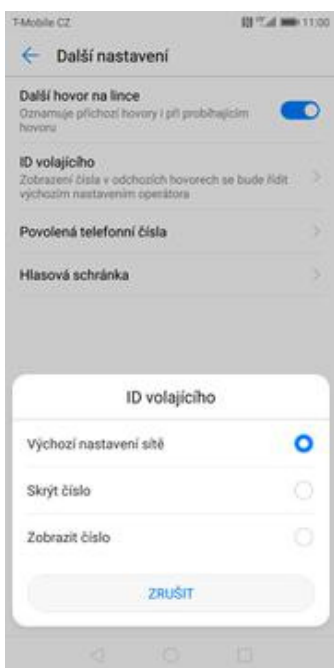 T-Mobile CZ 11:00
Další nastavení
Další hovor na lince
Oznamuje příchozí hovory i při probíhajícím
hovoru
ID volajícího
Zobrazení čísla v odchozích hovorech se bude řídit
výchozím nastavením operátora
Povolená telefonní čísla
Hlasová schránka
ID volajícího
Výchozí nastavení sítě
Skrýt číslo
Zobrazit číslo
ZRUŠIT